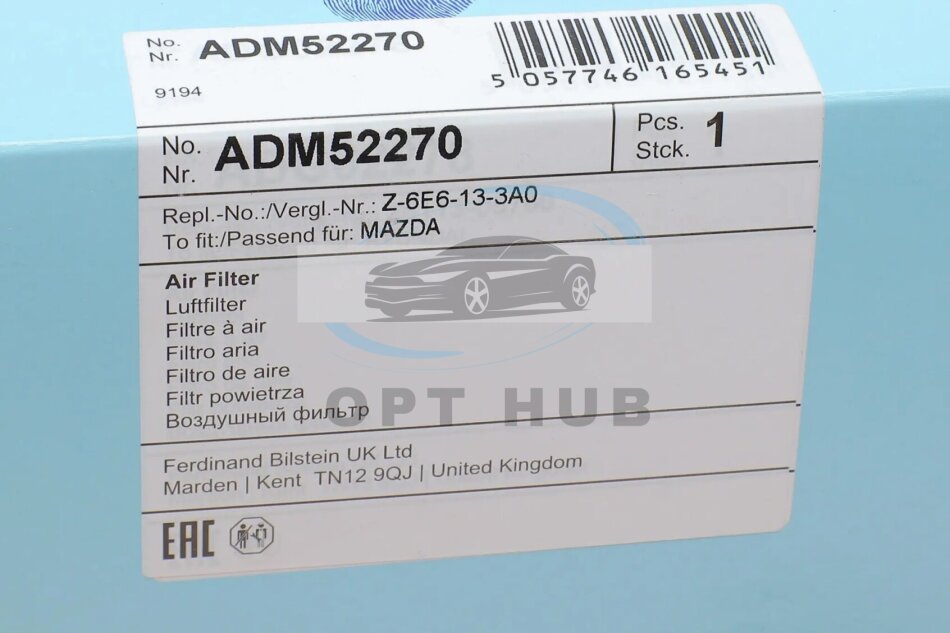 No.
Nr. ADM52270
5 057746 165451
9194
No.
Nr. ADM52270
Pcs.
Stck. 1
Repl.-No.:/Vergl.-Nr.: Z-6E6-13-3A0
To fit:/Passend für: MAZDA
Air Filter
Luftfilter
Filtre à air
Filtro aria
Filtro de aire
Filtr powietrza
Воздушный фильтр
OPT HUB
Ferdinand Bilstein UK Ltd
Marden | Kent TN12 9QJ | United Kingdom
EAC